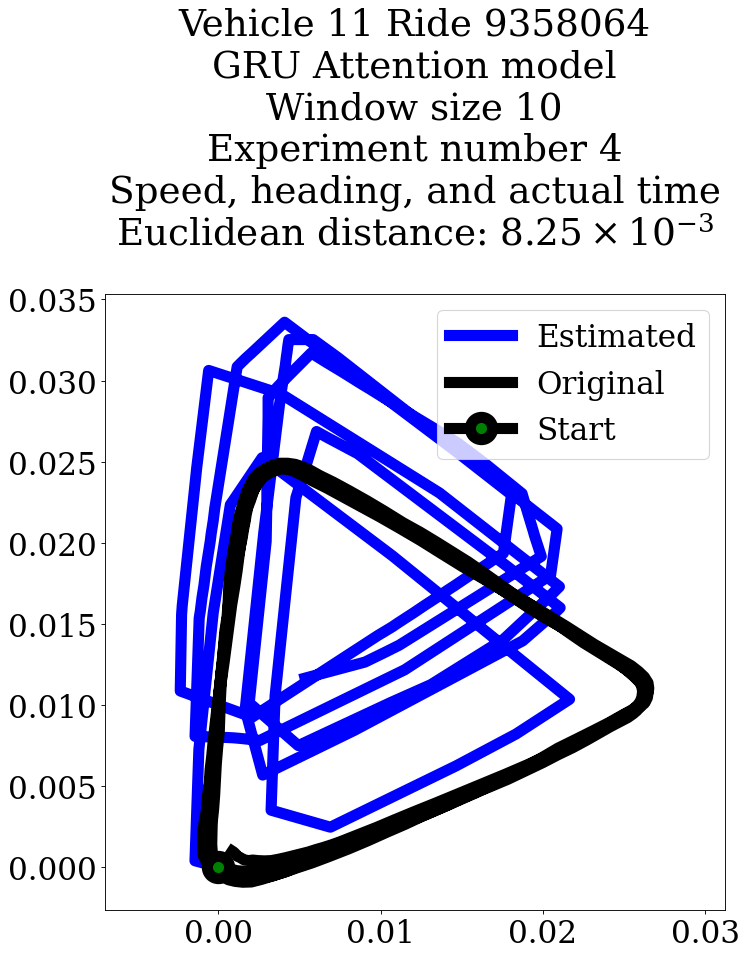 Vehicle 11 Ride 9358064
GRU Attention model
Window size 10
Experiment number 4
Speed, heading, and actual time
Euclidean distance: 8.25 × 10⁻³
0.035
0.030
0.025
0.020
0.015
0.010
0.005
0.000
Estimated
Original
Start
0.00 0.01 0.02 0.03